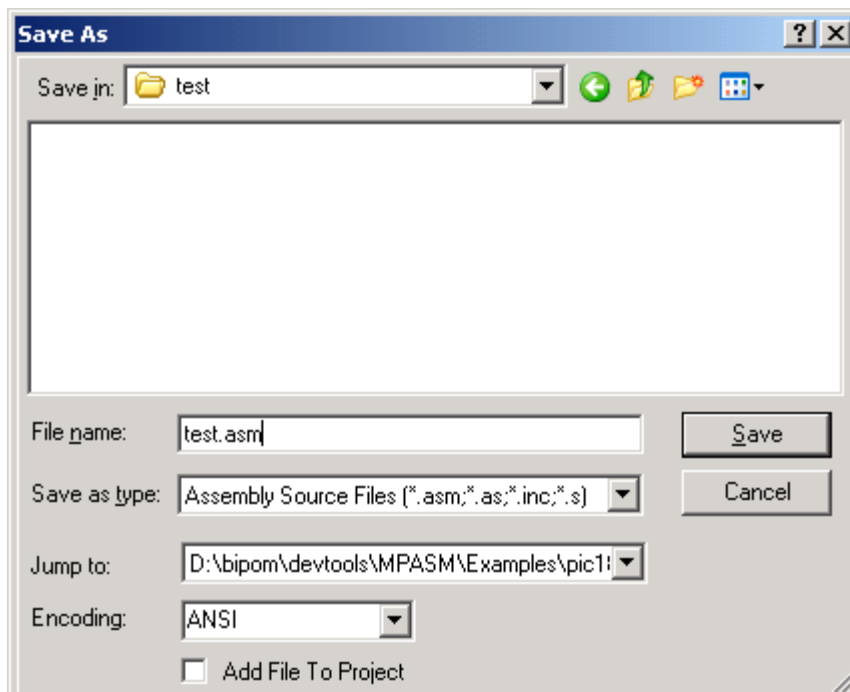 Save As
Save in: test
File name: test.asm Save
Save as type: Assembly Source Files (*.asm;*.as;*.inc;*.s) Cancel
Jump to: D:\bipom\devtools\MPASM\Examples\
Encoding: ANSI
Add File To Project